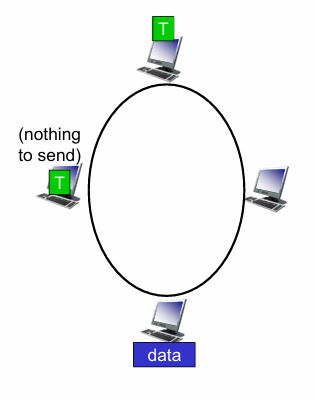 T
(nothing
to send)
T
data